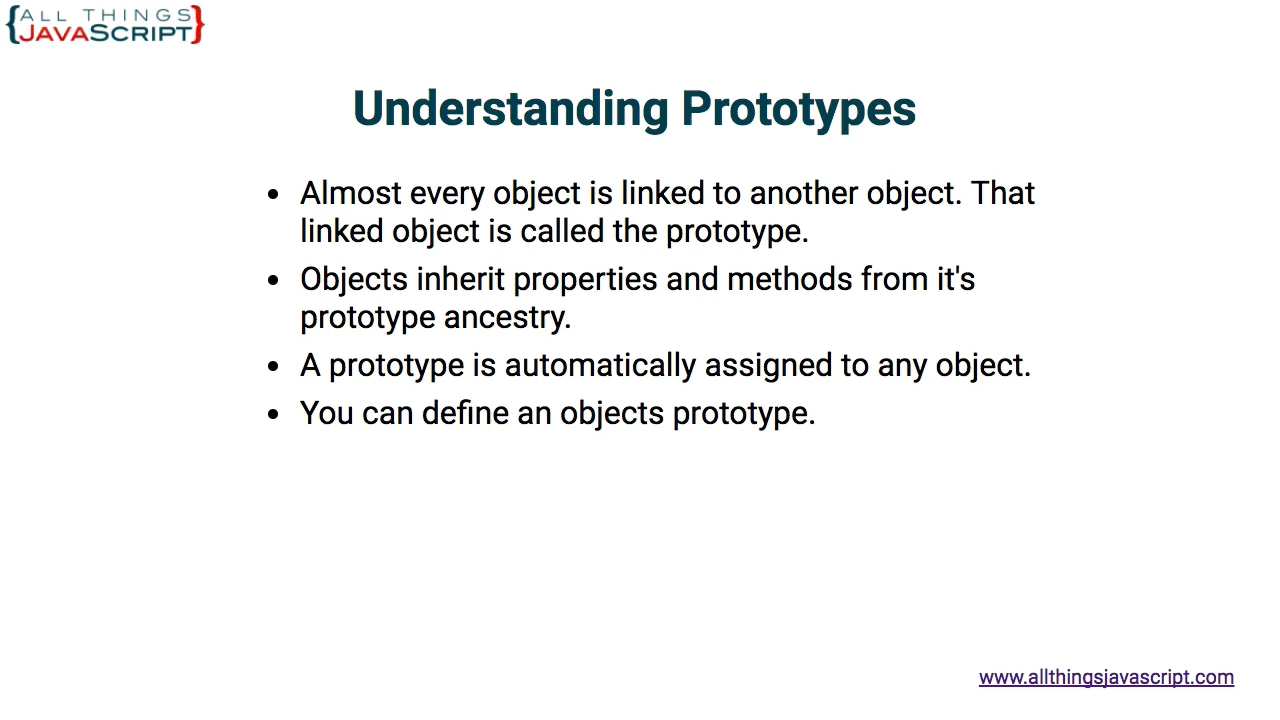 {ALL THINGS
JAVASCRIPT}
Understanding Prototypes
• Almost every object is linked to another object. That
linked object is called the prototype.
• Objects inherit properties and methods from it's
prototype ancestry.
• A prototype is automatically assigned to any object.
• You can define an objects prototype.
www.allthingsjavascript.com